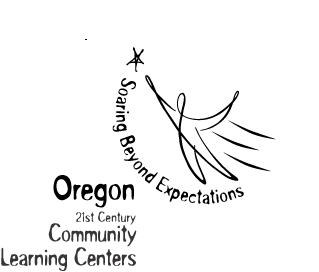 Soaring Beyond Expectations
Oregon
21st Century
Community
Learning Centers